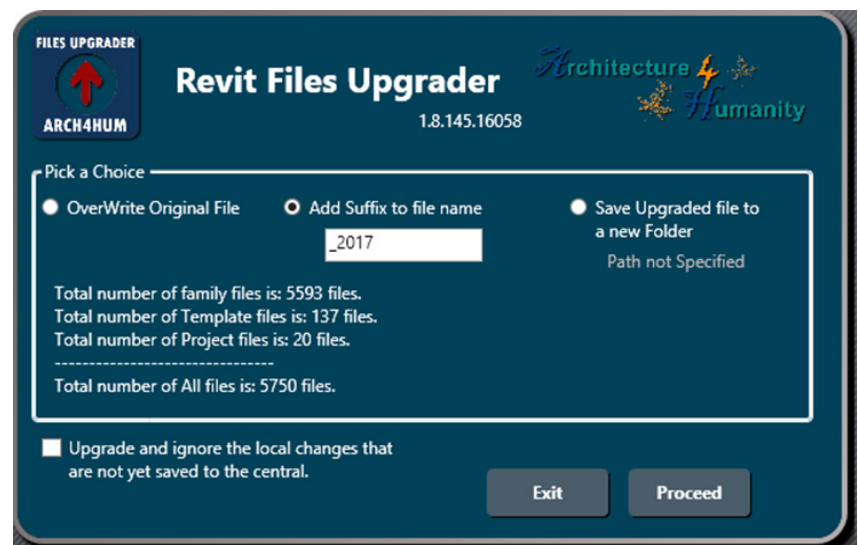 FILES UPGRADER
ARCH4HUM
Revit Files Upgrader
1.8.145.16058
Architecture 4
Humanity
Pick a Choice
OverWrite Original File
Add Suffix to file name
_2017
Save Upgraded file to
a new Folder
Path not Specified
Total number of family files is: 5593 files.
Total number of Template files is: 137 files.
Total number of Project files is: 20 files.
--------------------------------
Total number of All files is: 5750 files.
Upgrade and ignore the local changes that
are not yet saved to the central.
Exit
Proceed